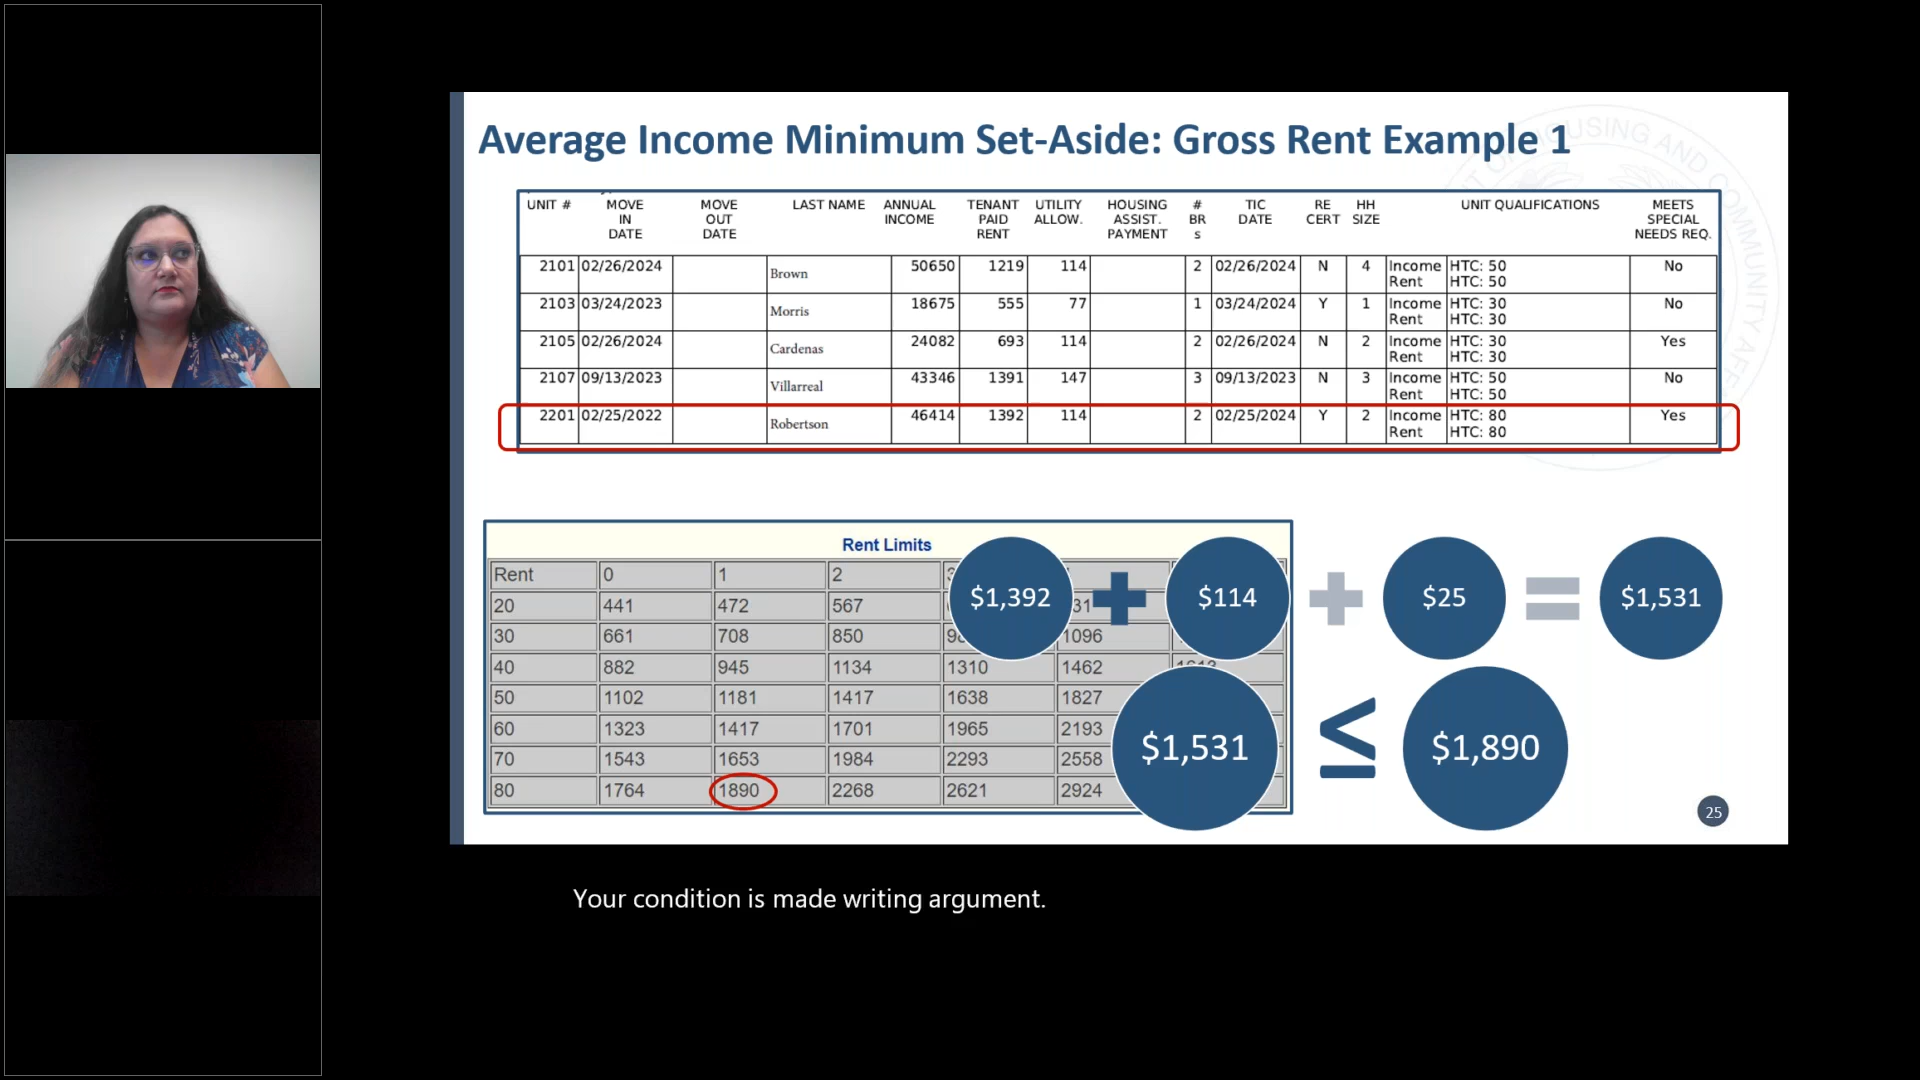 Average Income Minimum Set-Aside: Gross Rent Example 1
UNIT # MOVE IN DATE MOVE OUT DATE LAST NAME ANNUAL INCOME TENANT PAID RENT UTILITY ALLOW. HOUSING ASSIST. PAYMENT # BR s TIC DATE RE CERT HH SIZE UNIT QUALIFICATIONS MEETS SPECIAL NEEDS REQ.
2101 02/26/2024 Brown 50650 1219 114 2 02/26/2024 N 4 Income HTC: 50 No
Rent HTC: 50
2103 03/24/2023 Morris 18675 555 77 1 03/24/2024 Y 1 Income HTC: 30 No
Rent HTC: 30
2105 02/26/2024 Cardenas 24082 693 114 2 02/26/2024 N 2 Income HTC: 30 Yes
Rent HTC: 30
2107 09/13/2023 Villarreal 43346 1391 147 3 09/13/2023 N 3 Income HTC: 50 No
Rent HTC: 50
2201 02/25/2022 Robertson 46414 1392 114 2 02/25/2024 Y 2 Income HTC: 80 Yes
Rent HTC: 80
Rent Limits
Rent 0 1 2
20 441 472 567
30 661 708 850 1096
40 882 945 1134 1310 1462
50 1102 1181 1417 1638 1827
60 1323 1417 1701 1965 2193
70 1543 1653 1984 2293 2558
80 1764 1890 2268 2621 2924
$1,392 + $114 + $25 = $1,531
$1,531 ≤ $1,890
25
Your condition is made writing argument.